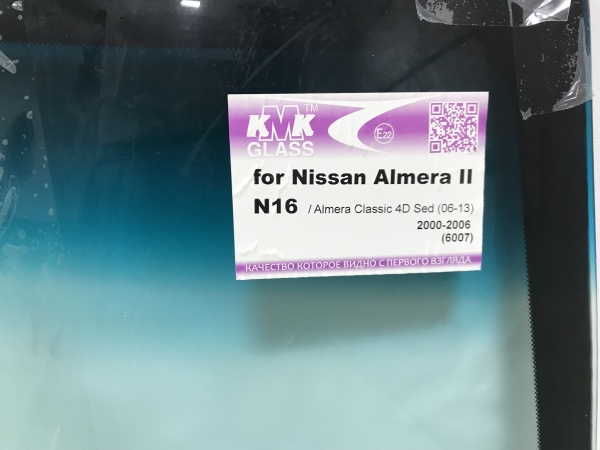 KMK™
GLASS
E22
for Nissan Almera II
N16 / Almera Classic 4D Sed (06-13)
2000-2006
(6007)
КАЧЕСТВО КОТОРОЕ ВИДНО С ПЕРВОГО ВЗГЛЯДА